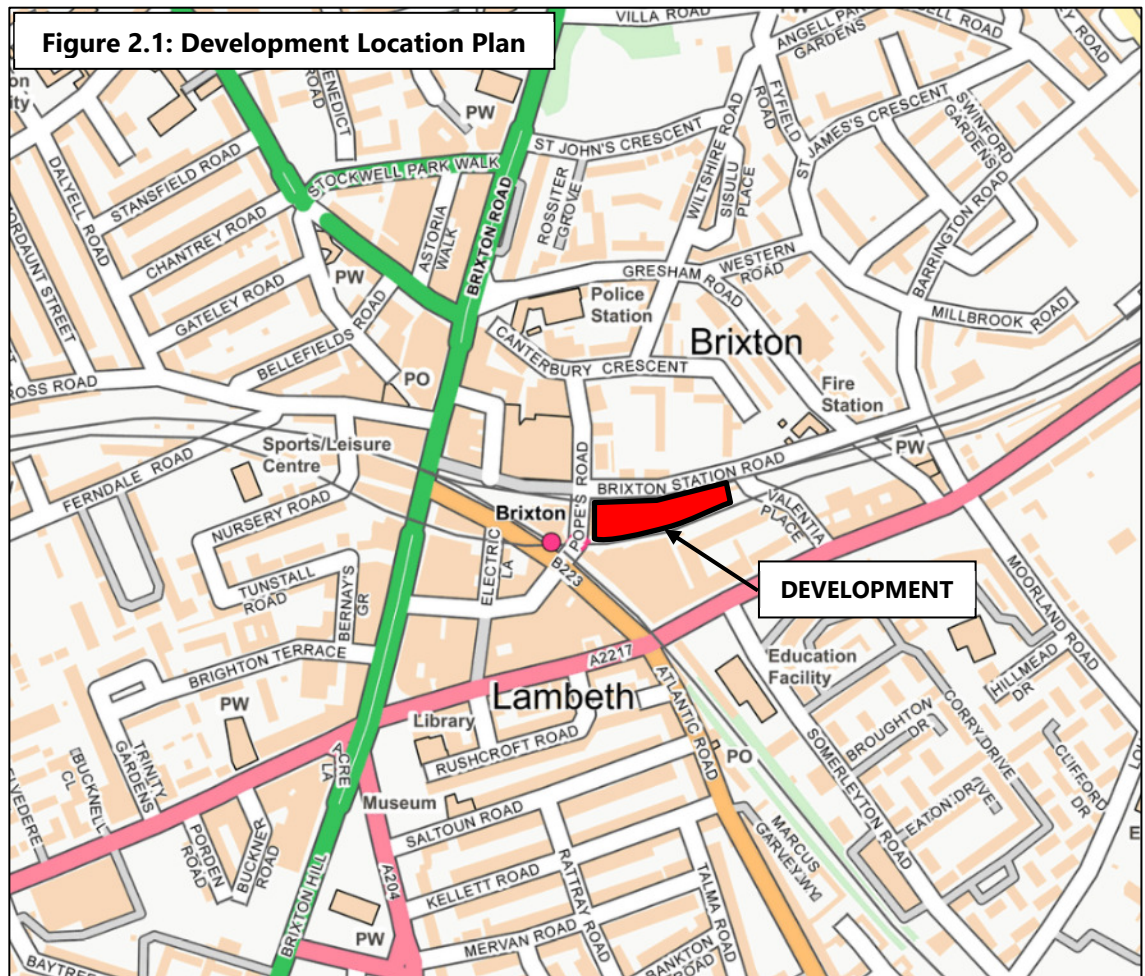 Figure 2.1: Development Location Plan
VILLA ROAD
PW
ANGELL PARK
GARDENS
FYFIELD
ROAD
ST JAMES'S CRESCENT
SWINFORD
GARDENS
BENEDICT
ROAD
PW
ST JOHN'S CRESCENT
WILTSHIRE ROAD
SISULU
PLACE
STOCKWELL PARK WALK
BRIXTON ROAD
ROSSITER
GROVE
DALYELL ROAD
STANSFIELD ROAD
CHANTREY ROAD
ASTORIA
WALK
PW
GRESHAM ROAD
WESTERN
ROAD
BARRINGTON ROAD
MILLBROOK ROAD
GATELEY ROAD
BELLEFIELDS ROAD
Police
Station
Brixton
CANTERBURY CRESCENT
PO
Fire
Station
PW
Sports/Leisure
Centre
FERNDALE ROAD
NURSERY ROAD
Brixton
POPE'S ROAD
BRIXTON STATION ROAD
VALENTIA
PLACE
ELECTRIC
LA
B223
TUNSTALL
ROAD
BERNAY'S
GR
DEVELOPMENT
MOORLAND ROAD
BRIGHTON TERRACE
A2217
Lambeth
Education
Facility
HILLMEAD
DR
PW
Library
RUSHCROFT ROAD
ATLANTIC ROAD
BROUGHTON
DR
CORRY DRIVE
CLIFFORD
DR
TRINITY
GARDENS
BUCKNELL
CL
ACRE
LA
PO
SOMERLEYTON ROAD
EATON DRIVE
Museum
SALTOUN ROAD
MARCUS
GARVEY WY
PORDEN
ROAD
BUCKNER
ROAD
BRIXTON HILL
A204
KELLETT ROAD
RATTRAY ROAD
TALMA ROAD
PW
MERVAN ROAD
BANKTON
ROAD